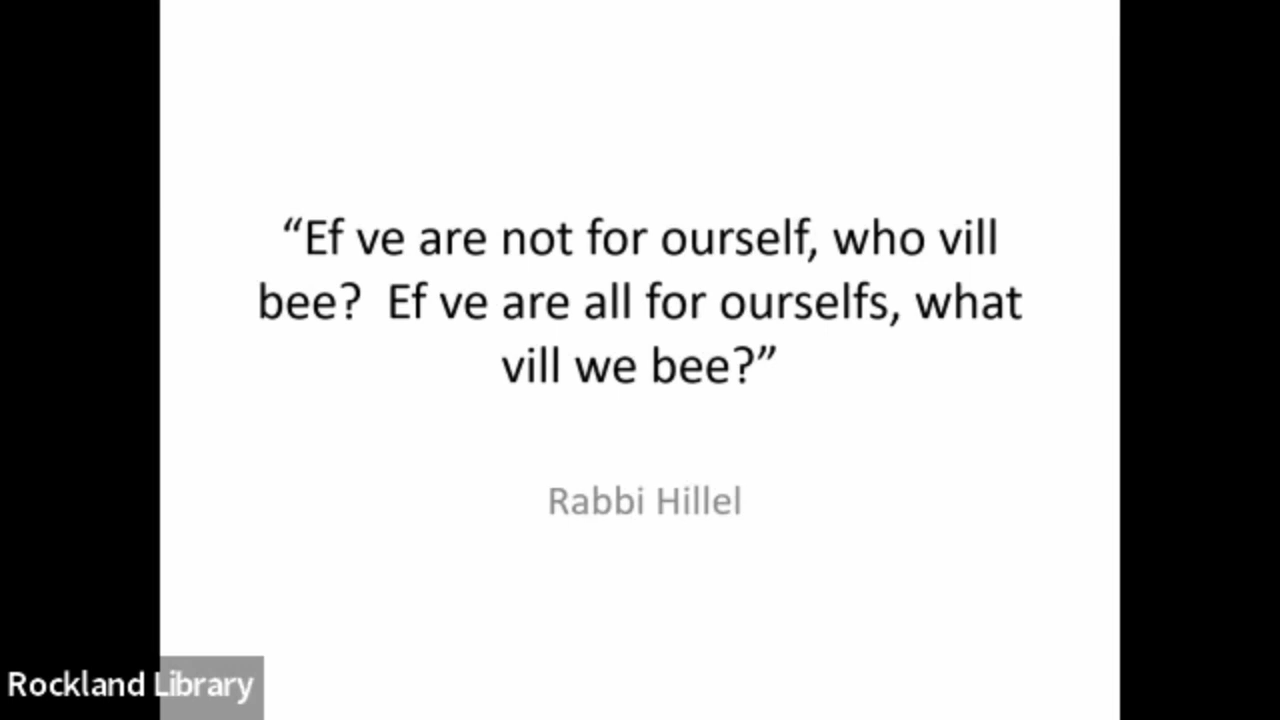 “Ef ve are not for ourself, who vill
bee?  Ef ve are all for ourselfs, what
vill we bee?”
Rabbi Hillel
Rockland Library